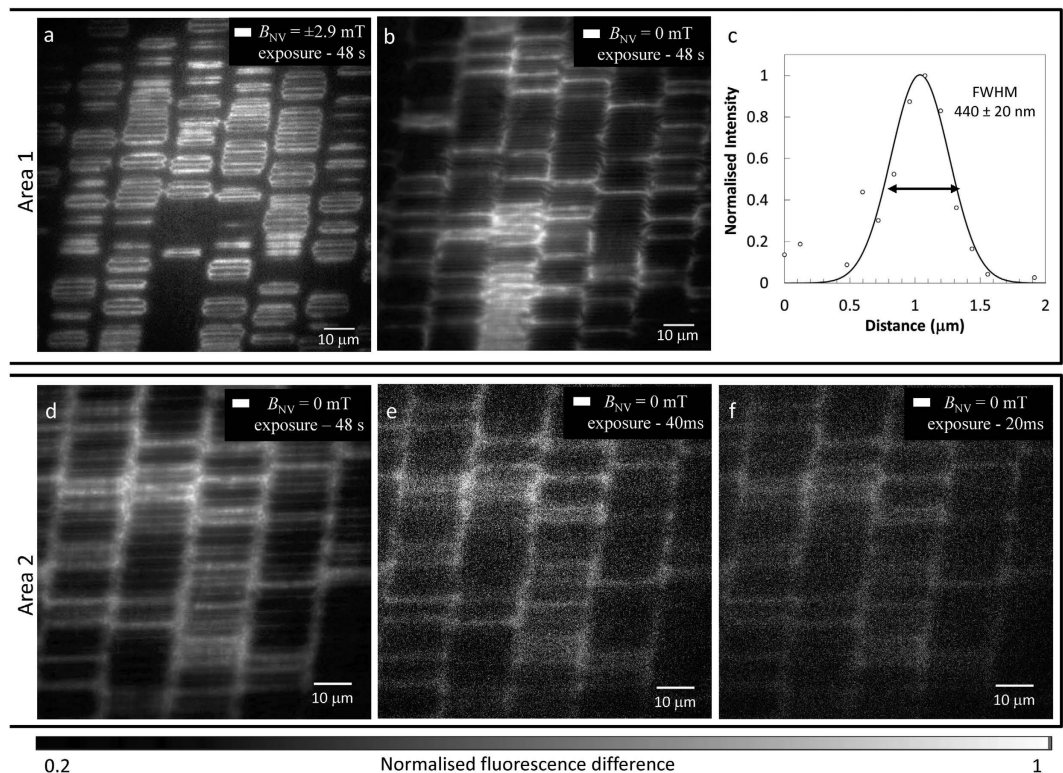 Area 1
a
B_NV = ±2.9 mT
exposure - 48 s
10 μm
b
B_NV = 0 mT
exposure - 48s
10 μm
c
FWHM
440 ± 20 nm
Normalised Intensity
1
0.8
0.6
0.4
0.2
0
0
0.5
1
1.5
2
Distance (μm)
Area 2
d
B_NV = 0 mT
exposure – 48 s
10 μm
e
B_NV = 0 mT
exposure - 40ms
10 μm
f
B_NV = 0 mT
exposure - 20ms
10 μm
0.2
Normalised fluorescence difference
1